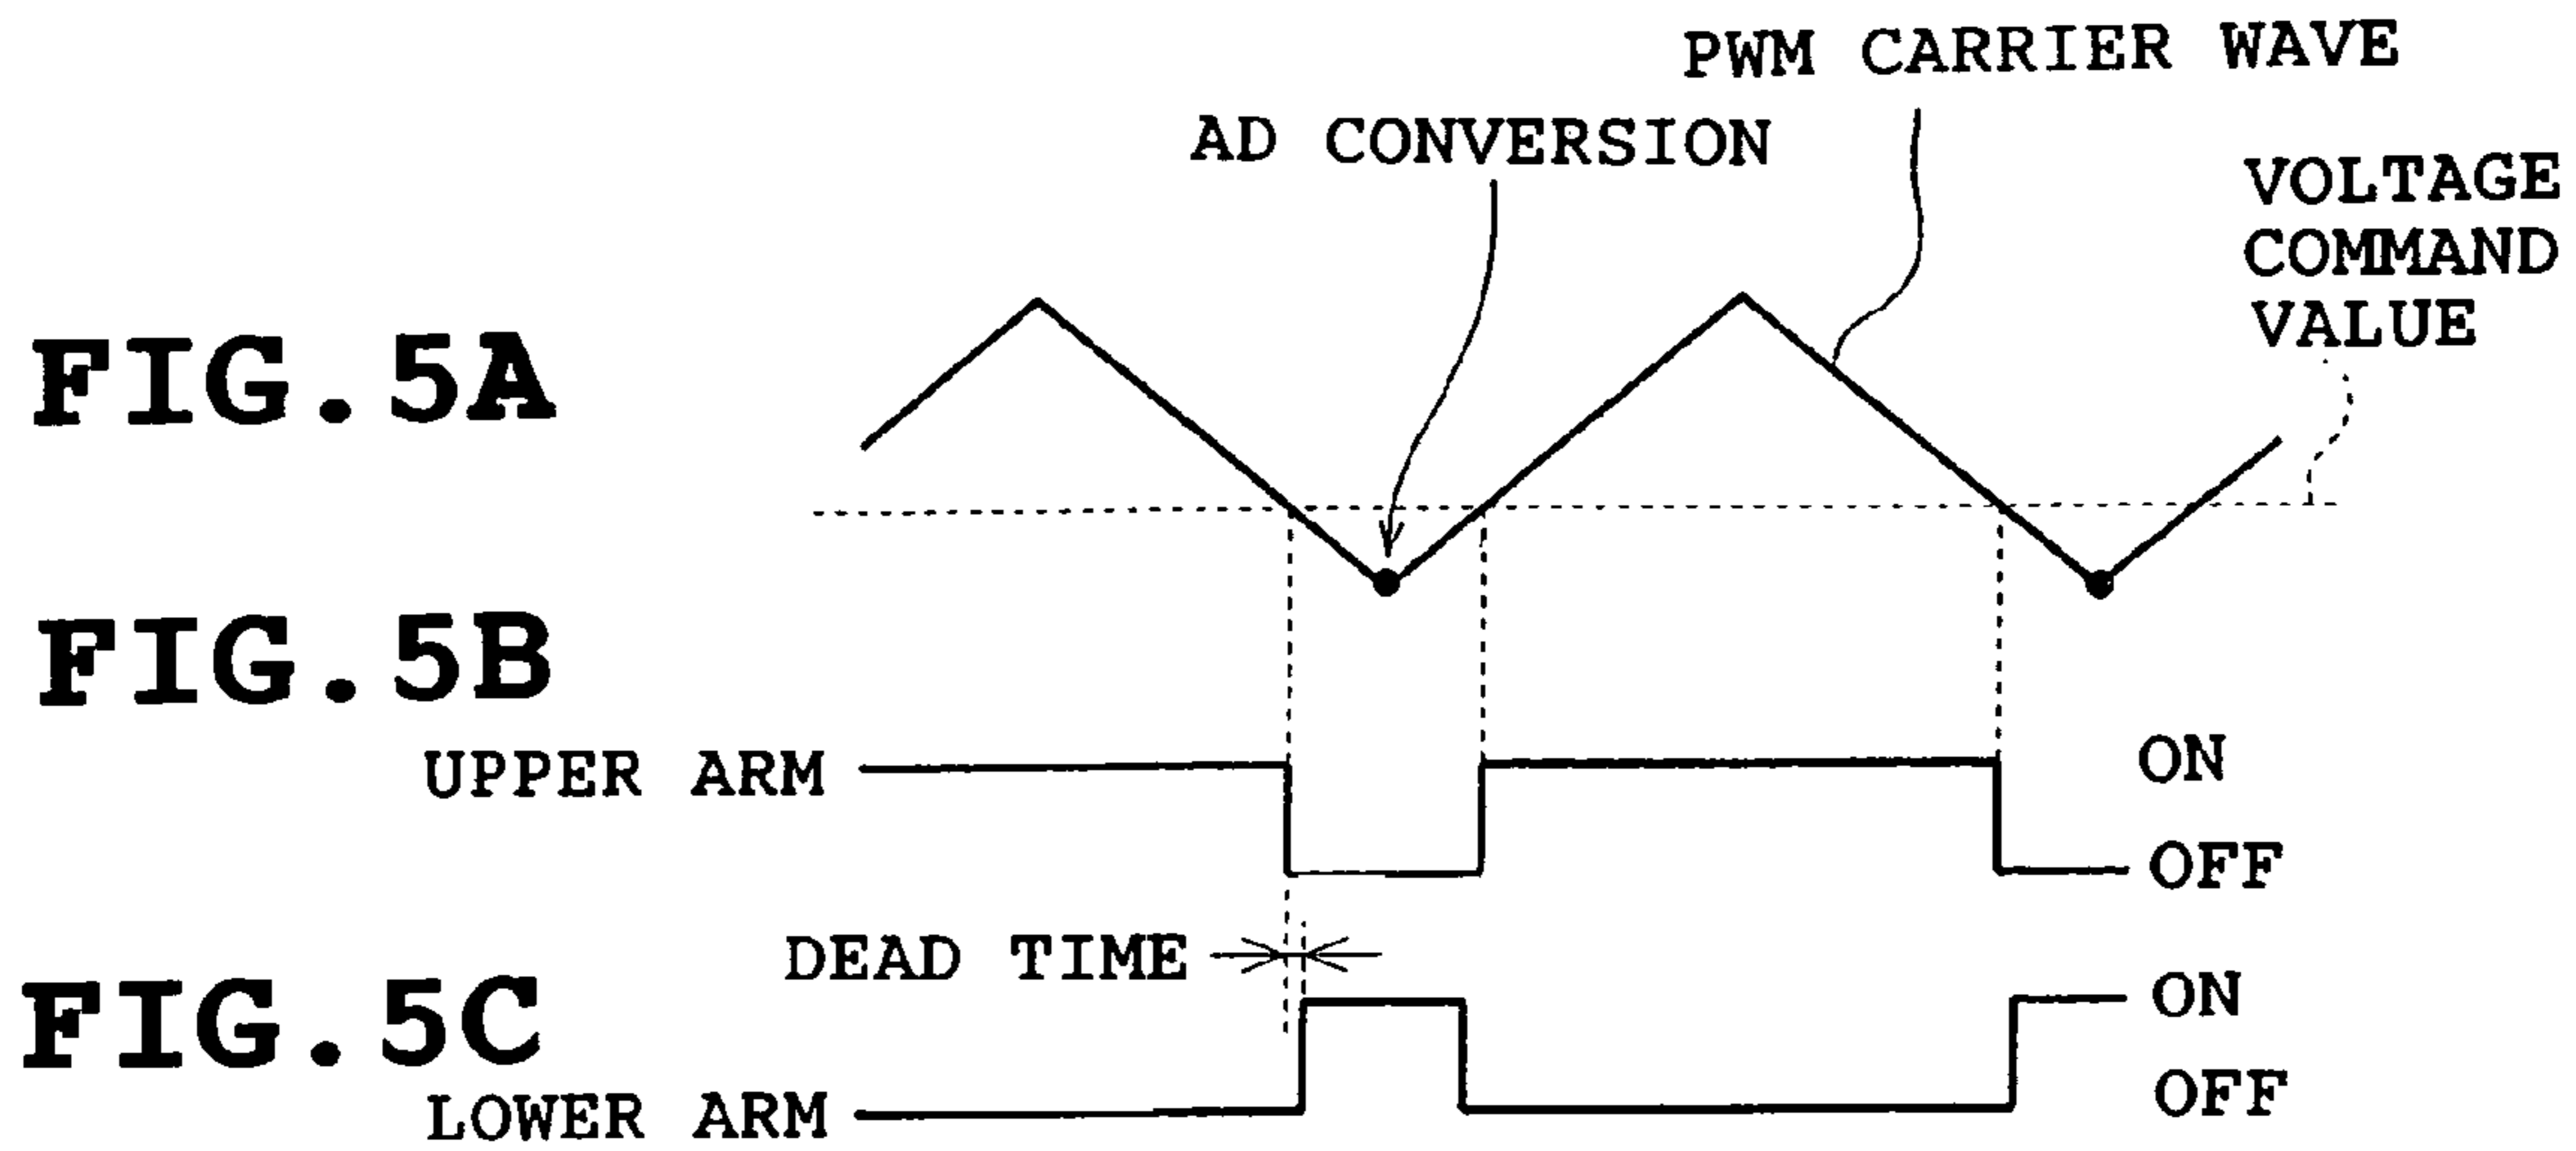 PWM CARRIER WAVE
AD CONVERSION
VOLTAGE
COMMAND
VALUE
FIG.5A
FIG.5B
UPPER ARM
ON
OFF
DEAD TIME
FIG.5C
ON
LOWER ARM
OFF